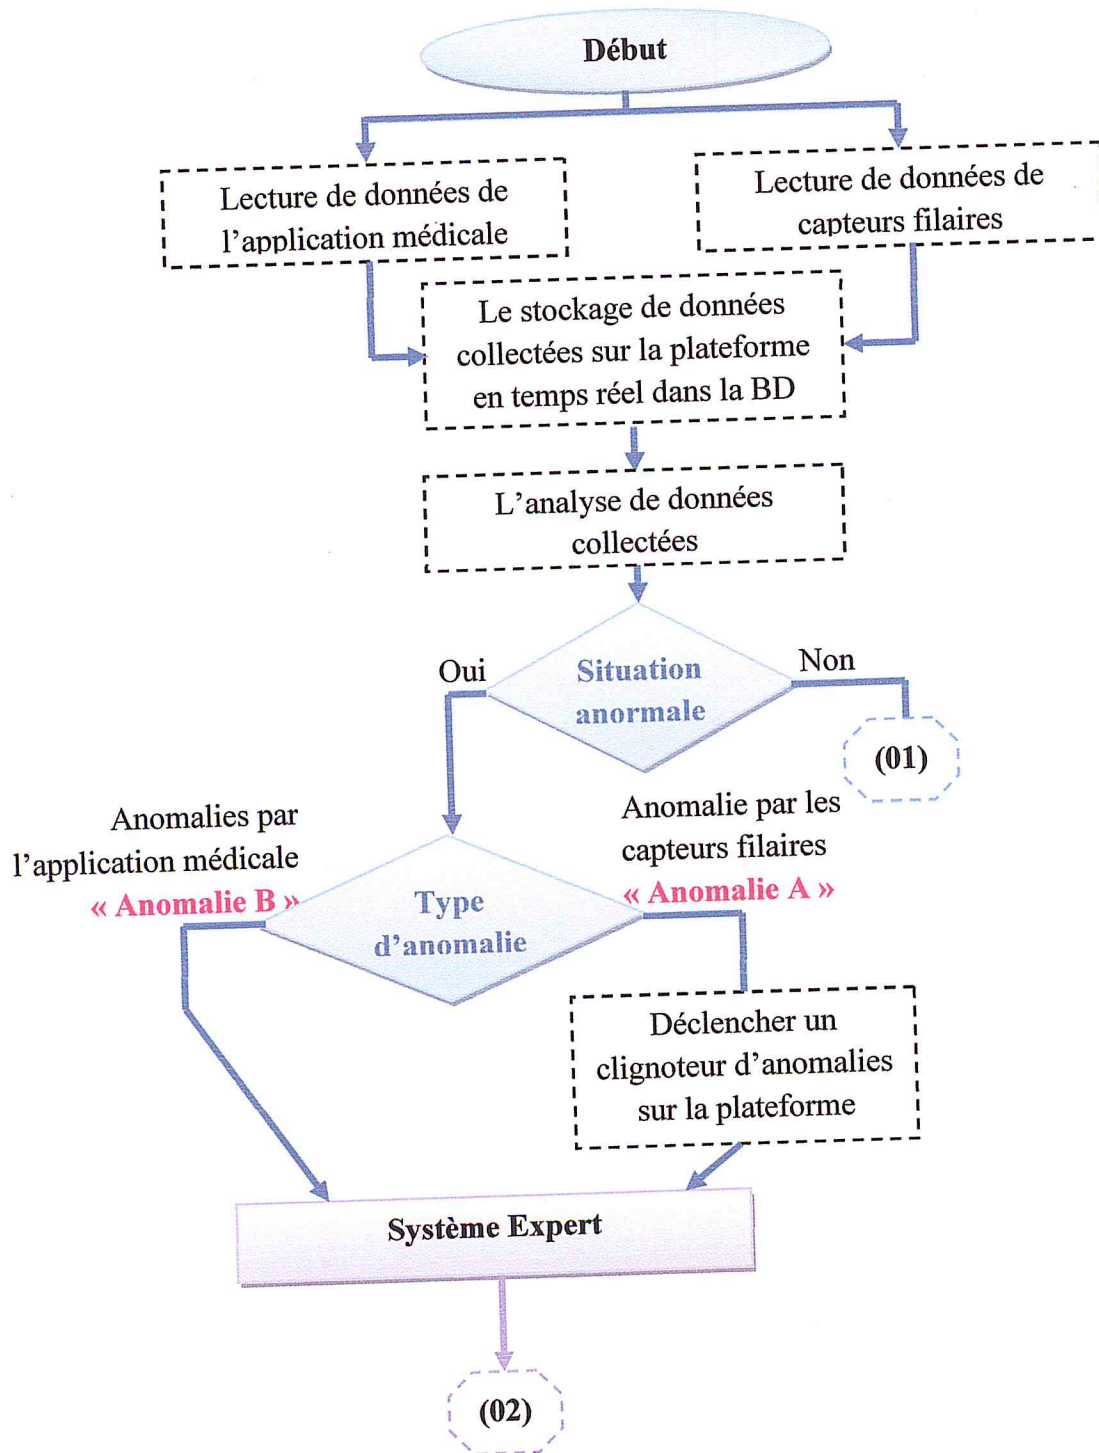 Début
Lecture de données de
l’application médicale
Lecture de données de
capteurs filaires
Le stockage de données
collectées sur la plateforme
en temps réel dans la BD
L’analyse de données
collectées
Oui
Situation
anormale
Non
(01)
Anomalies par
l’application médicale
« Anomalie B »
Type
d’anomalie
Anomalie par les
capteurs filaires
« Anomalie A »
Déclencher un
clignoteur d’anomalies
sur la plateforme
Système Expert
(02)